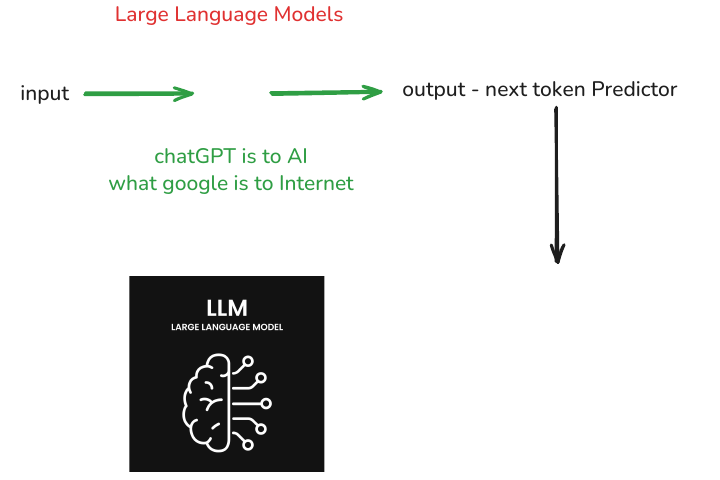 Large Language Models
input
output - next token Predictor
chatGPT is to AI
what google is to Internet
LLM
LARGE LANGUAGE MODEL